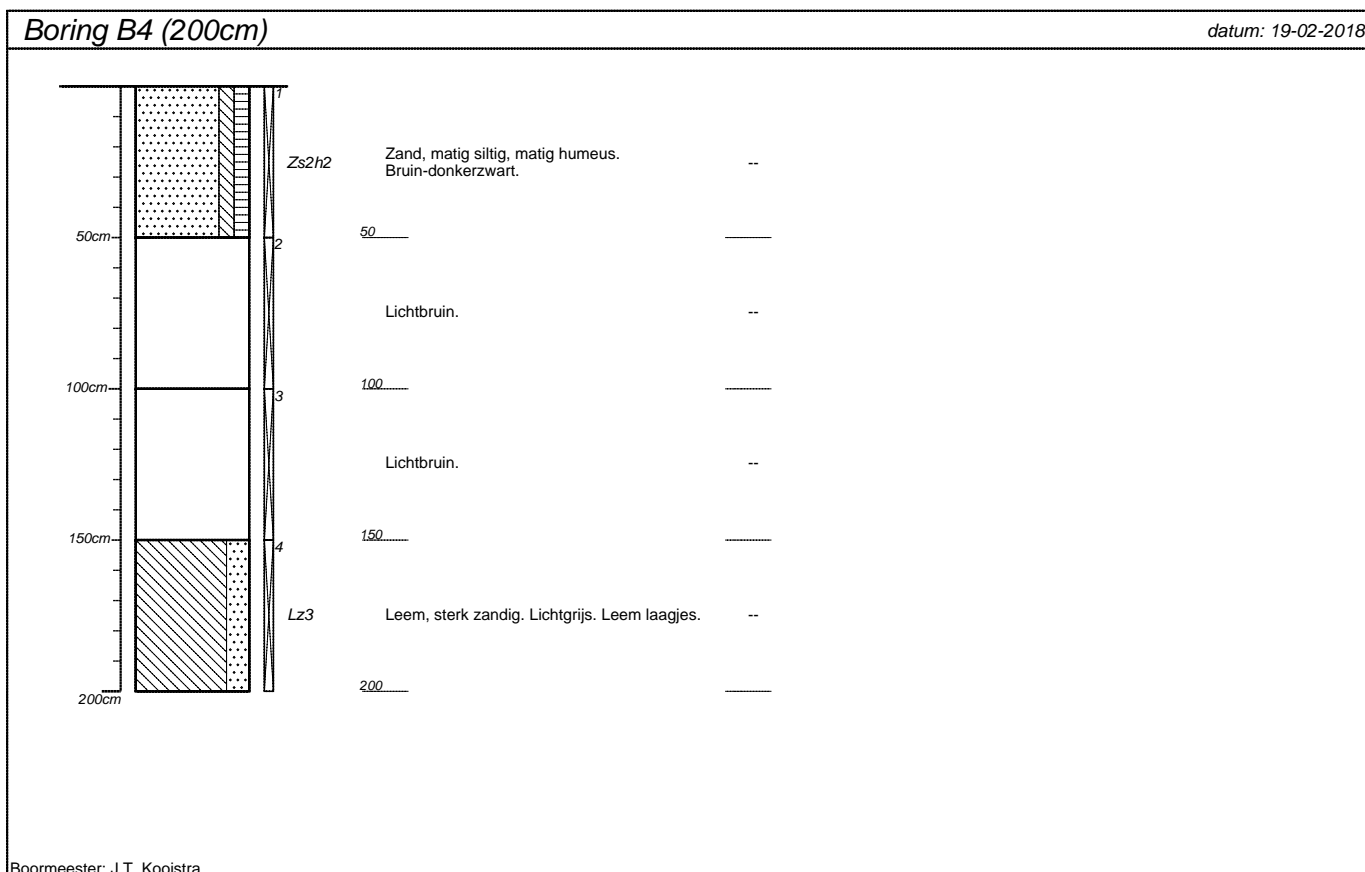 Boring B4 (200cm)
datum: 19-02-2018
1
Zs2h2
Zand, matig siltig, matig humeus.
Bruin-donkerzwart.
--
50cm
2
50
Lichtbruin.
--
100cm
3
100
Lichtbruin.
--
150cm
4
150
Lz3
Leem, sterk zandig. Lichtgrijs. Leem laagjes.
--
200cm
200
Boormeester: J.T. Kooistra